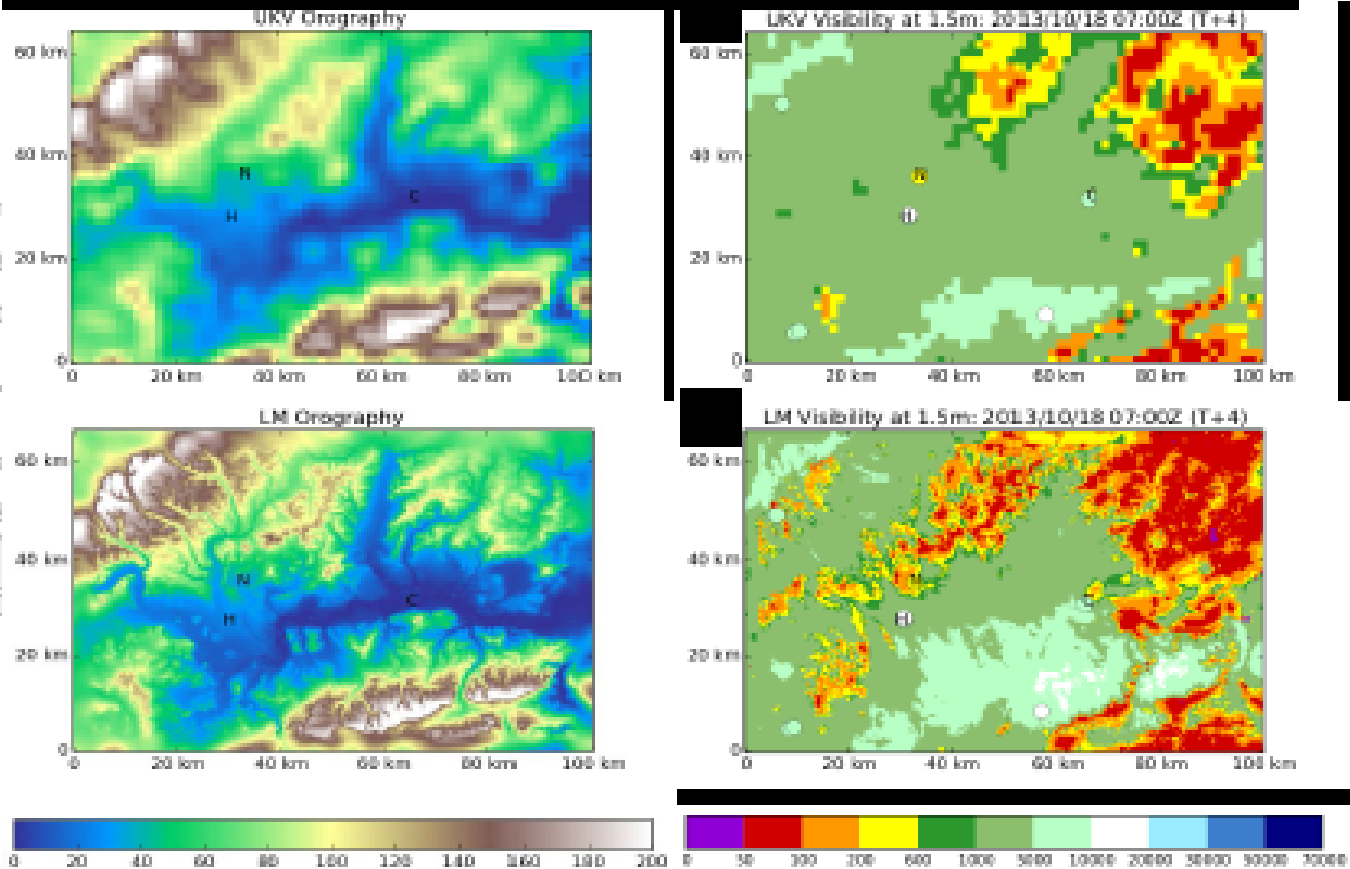 UKV Orography
UKV Visibility at 1.5m: 2013/10/18 07:00Z (T+4)
60 km
40 km
20 km
0
N
H
C
0 20 km 40 km 60 km 80 km 100 km
60 km
40 km
20 km
0
N
H
C
0 20 km 40 km 60 km 80 km 100 km
LM Orography
LM Visibility at 1.5m: 2013/10/18 07:00Z (T+4)
60 km
40 km
20 km
0
N
H
C
0 20 km 40 km 60 km 80 km 100 km
60 km
40 km
20 km
0
N
H
0 20 km 40 km 60 km 80 km 100 km
0 20 40 60 80 100 120 140 160 180 200
0 50 100 200 600 1000 5000 10000 20000 30000 50000 70000